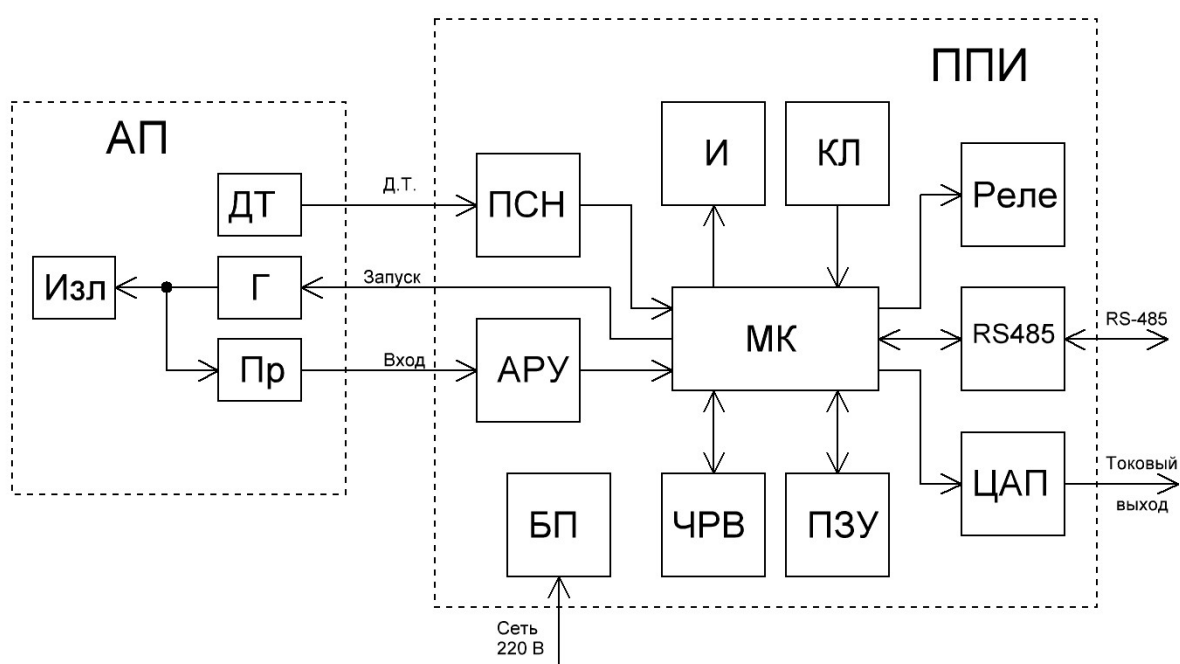 ППИ
АП
И
КЛ
ДТ
Д.Т.
ПСН
Реле
Изл
Г
Запуск
МК
RS485
RS-485
Пр
Вход
АРУ
БП
ЧРВ
ПЗУ
ЦАП
Токовый
выход
Сеть
220 В